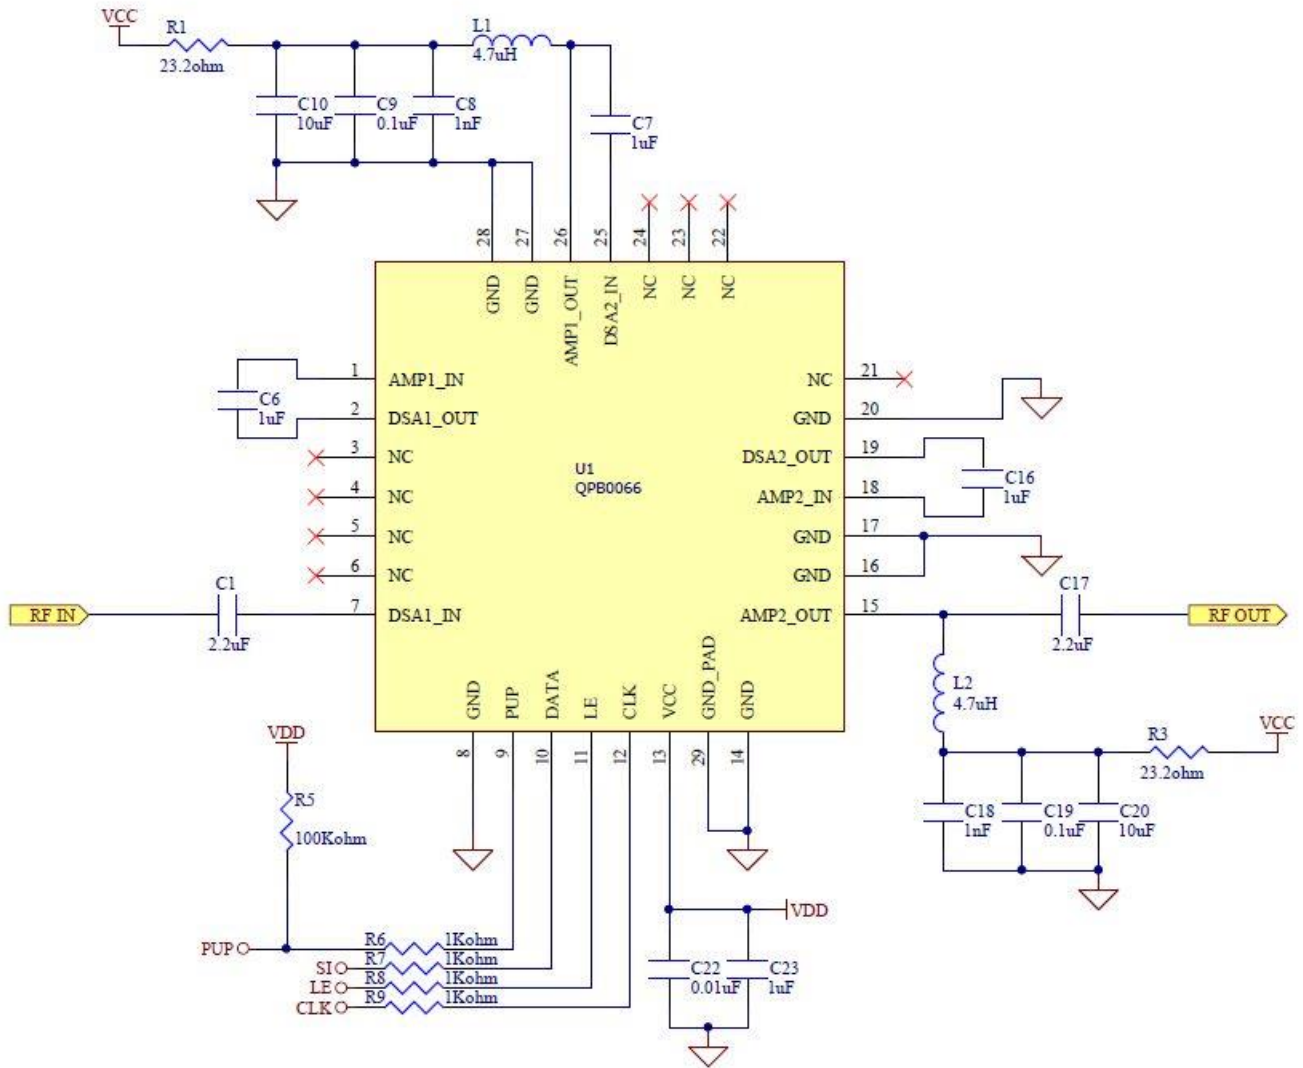 VCC
R1
23.2ohm
L1
4.7uH
C10
10uF
C9
0.1uF
C8
1nF
C7
1uF
28
27
26
25
24
23
22
GND
GND
AMP1_OUT
DSA2_IN
NC
NC
NC
C6
1uF
1
AMP1_IN
2
DSA1_OUT
3
NC
4
NC
5
NC
6
NC
7
DSA1_IN
RF IN
C1
2.2uF
U1
QPB0066
NC
21
GND
20
DSA2_OUT
19
AMP2_IN
18
GND
17
GND
16
AMP2_OUT
15
C16
1uF
C17
2.2uF
RF OUT
GND
PUP
DATA
LE
CLK
VCC
GND_PAD
GND
8
9
10
11
12
13
29
14
L2
4.7uH
R3
23.2ohm
VCC
C18
1nF
C19
0.1uF
C20
10uF
VDD
R5
100Kohm
PUP
R6
1Kohm
SI
R7
1Kohm
LE
R8
1Kohm
CLK
R9
1Kohm
VDD
C22
0.01uF
C23
1uF